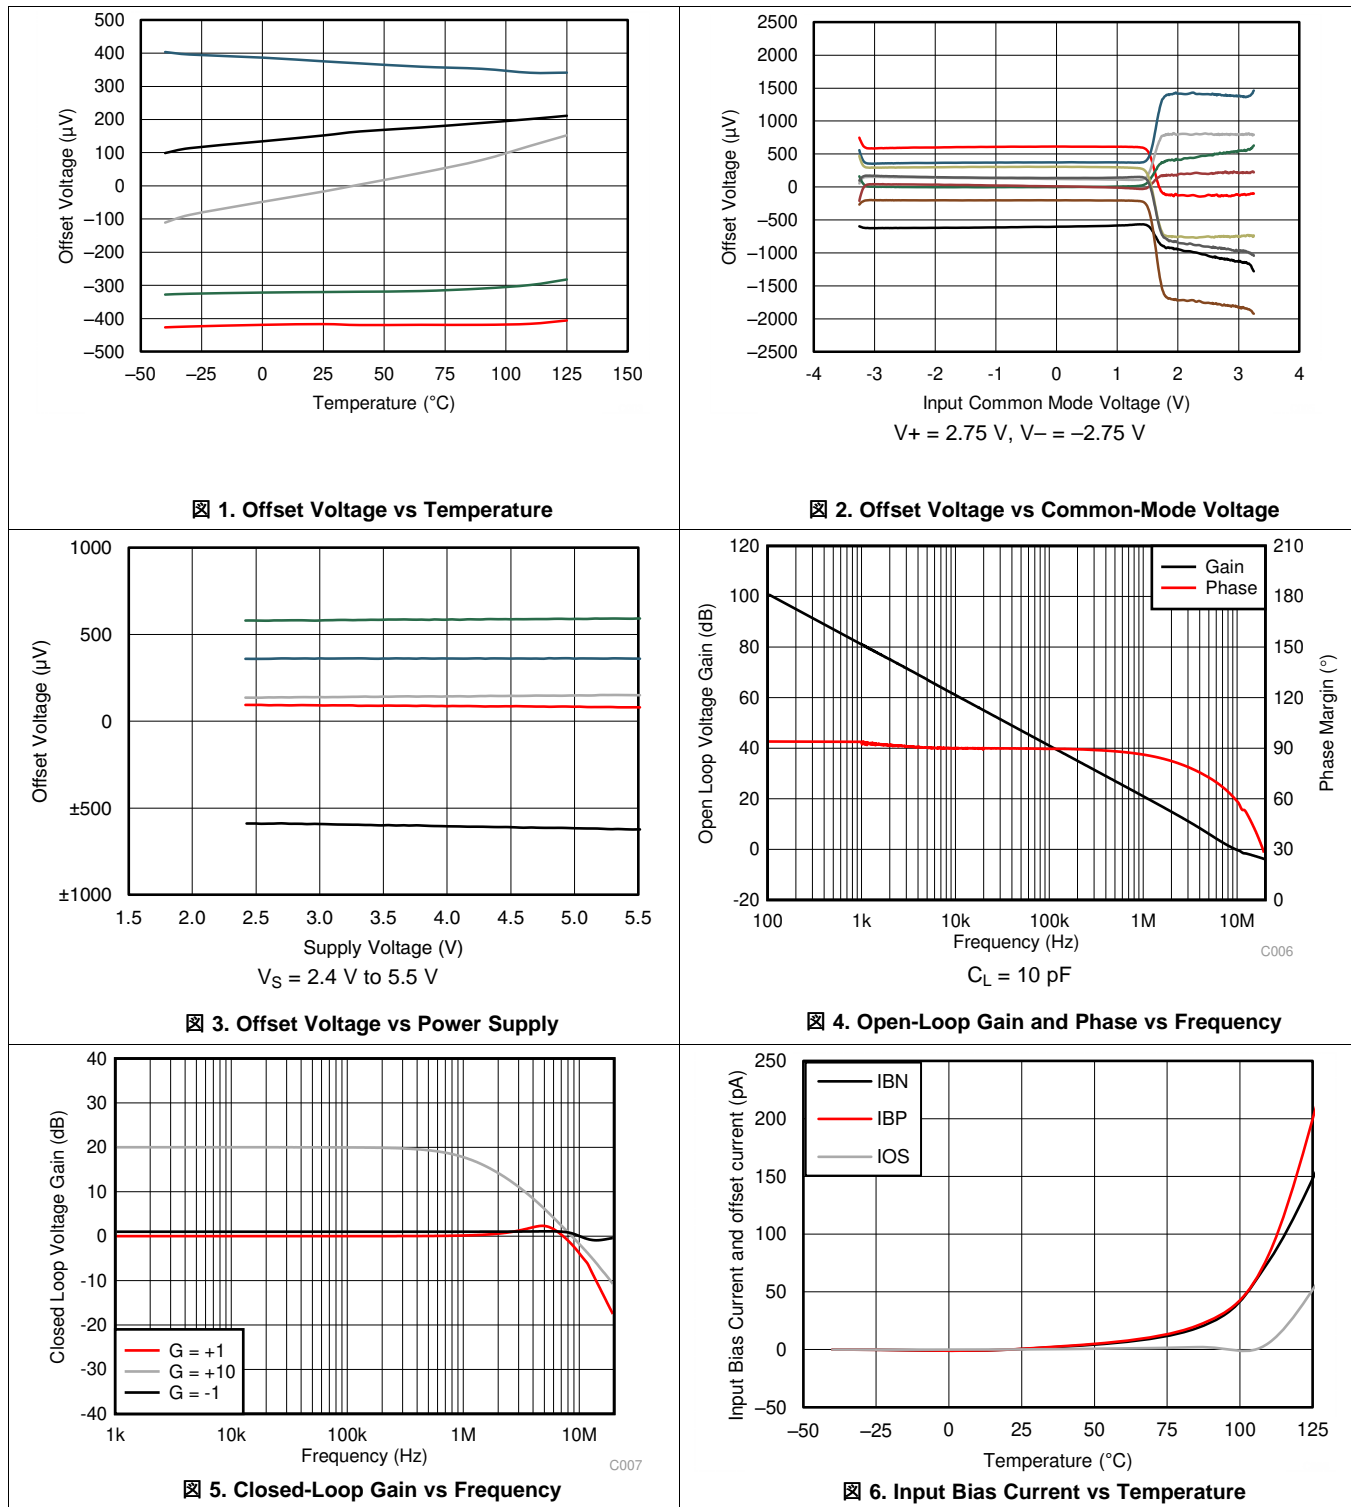 500
400
300
200
100
0
–100
–200
–300
–400
–500
Offset Voltage (µV)
–50 –25 0 25 50 75 100 125 150
Temperature (°C)
図 1. Offset Voltage vs Temperature
2500
2000
1500
1000
500
0
–500
–1000
–1500
–2000
–2500
Offset Voltage (µV)
-4 -3 -2 -1 0 1 2 3 4
Input Common Mode Voltage (V)
V+ = 2.75 V, V– = –2.75 V
図 2. Offset Voltage vs Common-Mode Voltage
1000
500
0
±500
±1000
Offset Voltage (µV)
1.5 2.0 2.5 3.0 3.5 4.0 4.5 5.0 5.5
Supply Voltage (V)
VS = 2.4 V to 5.5 V
図 3. Offset Voltage vs Power Supply
120
100
80
60
40
20
0
-20
Open Loop Voltage Gain (dB)
Gain
Phase
210
180
150
120
90
60
30
0
Phase Margin (°)
100 1k 10k 100k 1M 10M
Frequency (Hz)
C006
CL = 10 pF
図 4. Open-Loop Gain and Phase vs Frequency
40
30
20
10
0
-10
-20
-30
-40
Closed Loop Voltage Gain (dB)
G = +1
G = +10
G = -1
1k 10k 100k 1M 10M
Frequency (Hz)
C007
図 5. Closed-Loop Gain vs Frequency
250
200
150
100
50
0
–50
Input Bias Current and offset current (pA)
IBN
IBP
IOS
–50 –25 0 25 50 75 100 125
Temperature (°C)
図 6. Input Bias Current vs Temperature